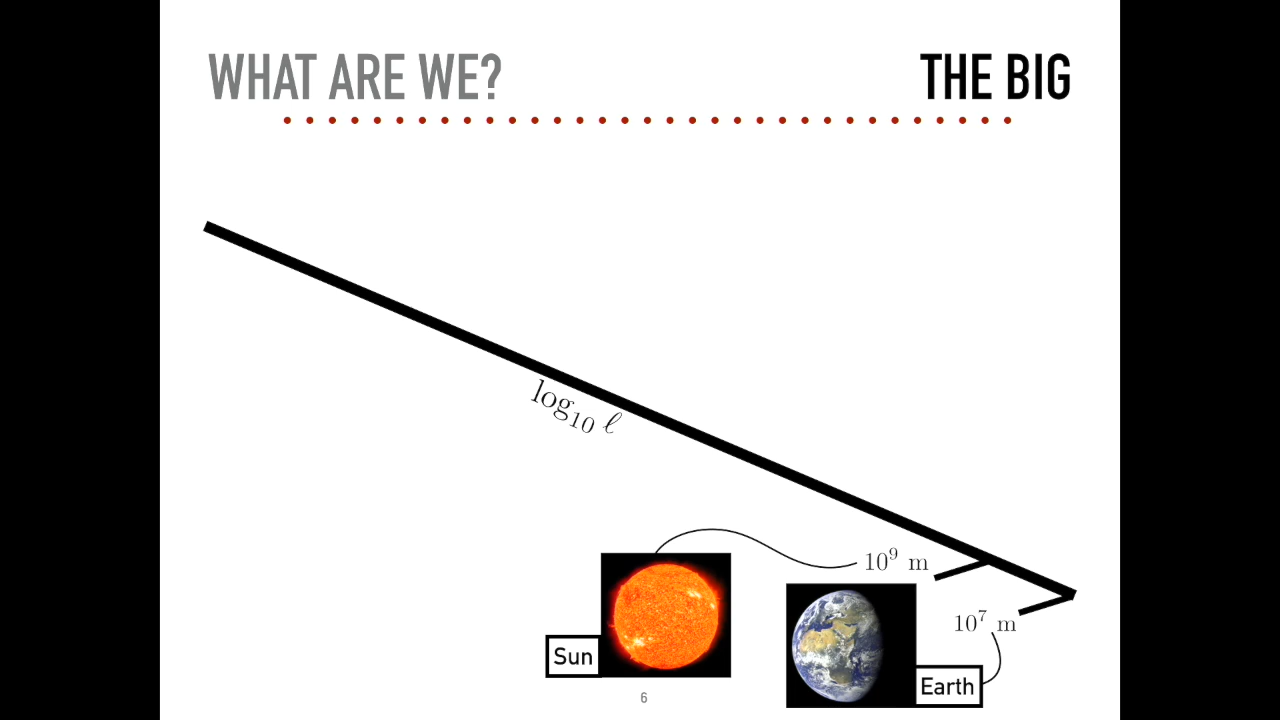 WHAT ARE WE?
THE BIG
log₁₀ ℓ
10⁹ m
10⁷ m
Sun
Earth
6